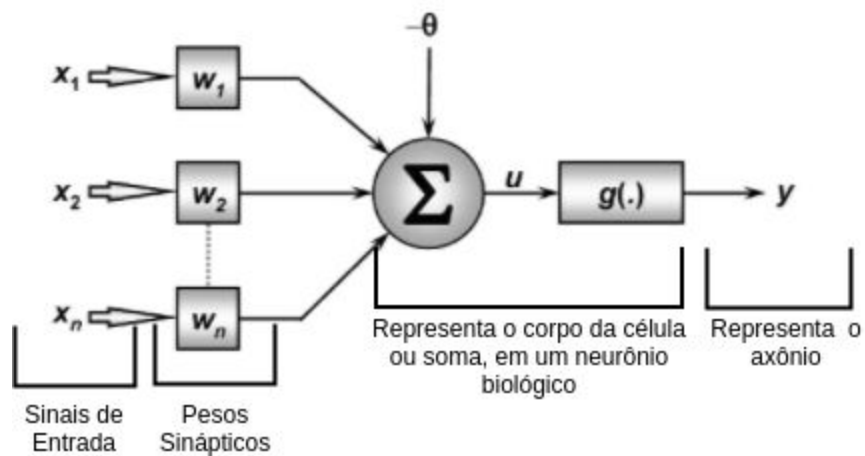 −θ
x1
w1
x2
w2
Σ
u
g(.)
y
xn
wn
Representa o corpo da célula
ou soma, em um neurônio
biológico
Representa o
axônio
Sinais de
Entrada
Pesos
Sinápticos